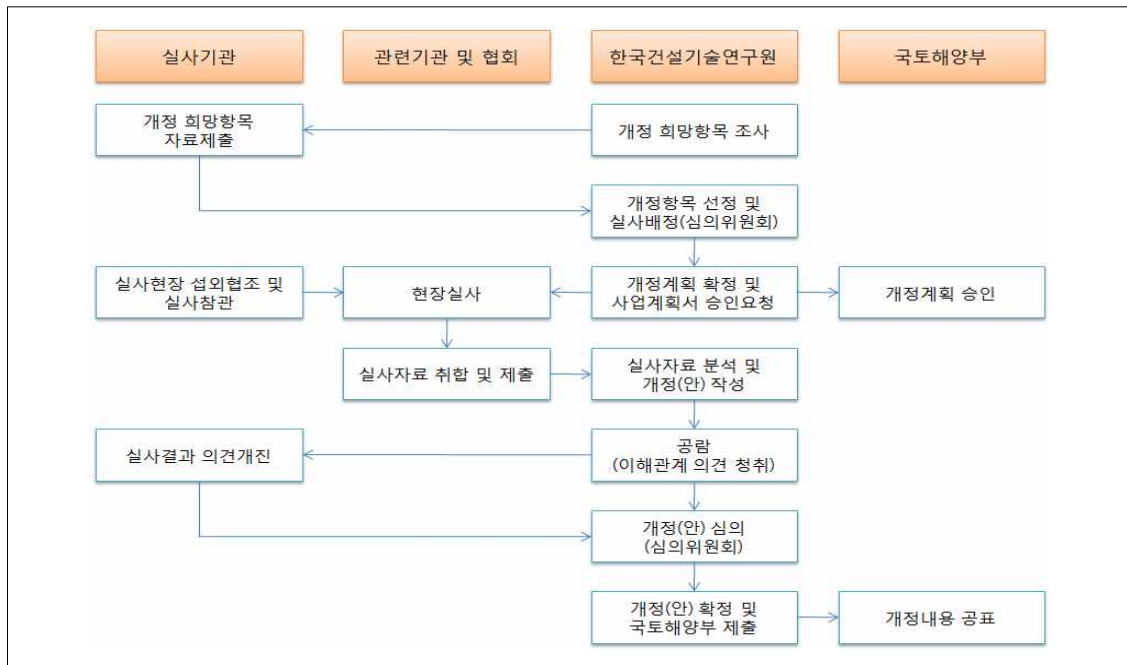 실사기관
관련기관 및 협회
한국건설기술연구원
국토해양부
개정 희망항목
자료제출
개정 희망항목 조사
개정항목 선정 및
실사배정(심의위원회)
실사현장 섭외협조 및
실사참관
현장실사
개정계획 확정 및
사업계획서 승인요청
개정계획 승인
실사자료 취합 및 제출
실사자료 분석 및
개정(안) 작성
실사결과 의견개진
공람
(이해관계 의견 청취)
개정(안) 심의
(심의위원회)
개정(안) 확정 및
국토해양부 제출
개정내용 공표